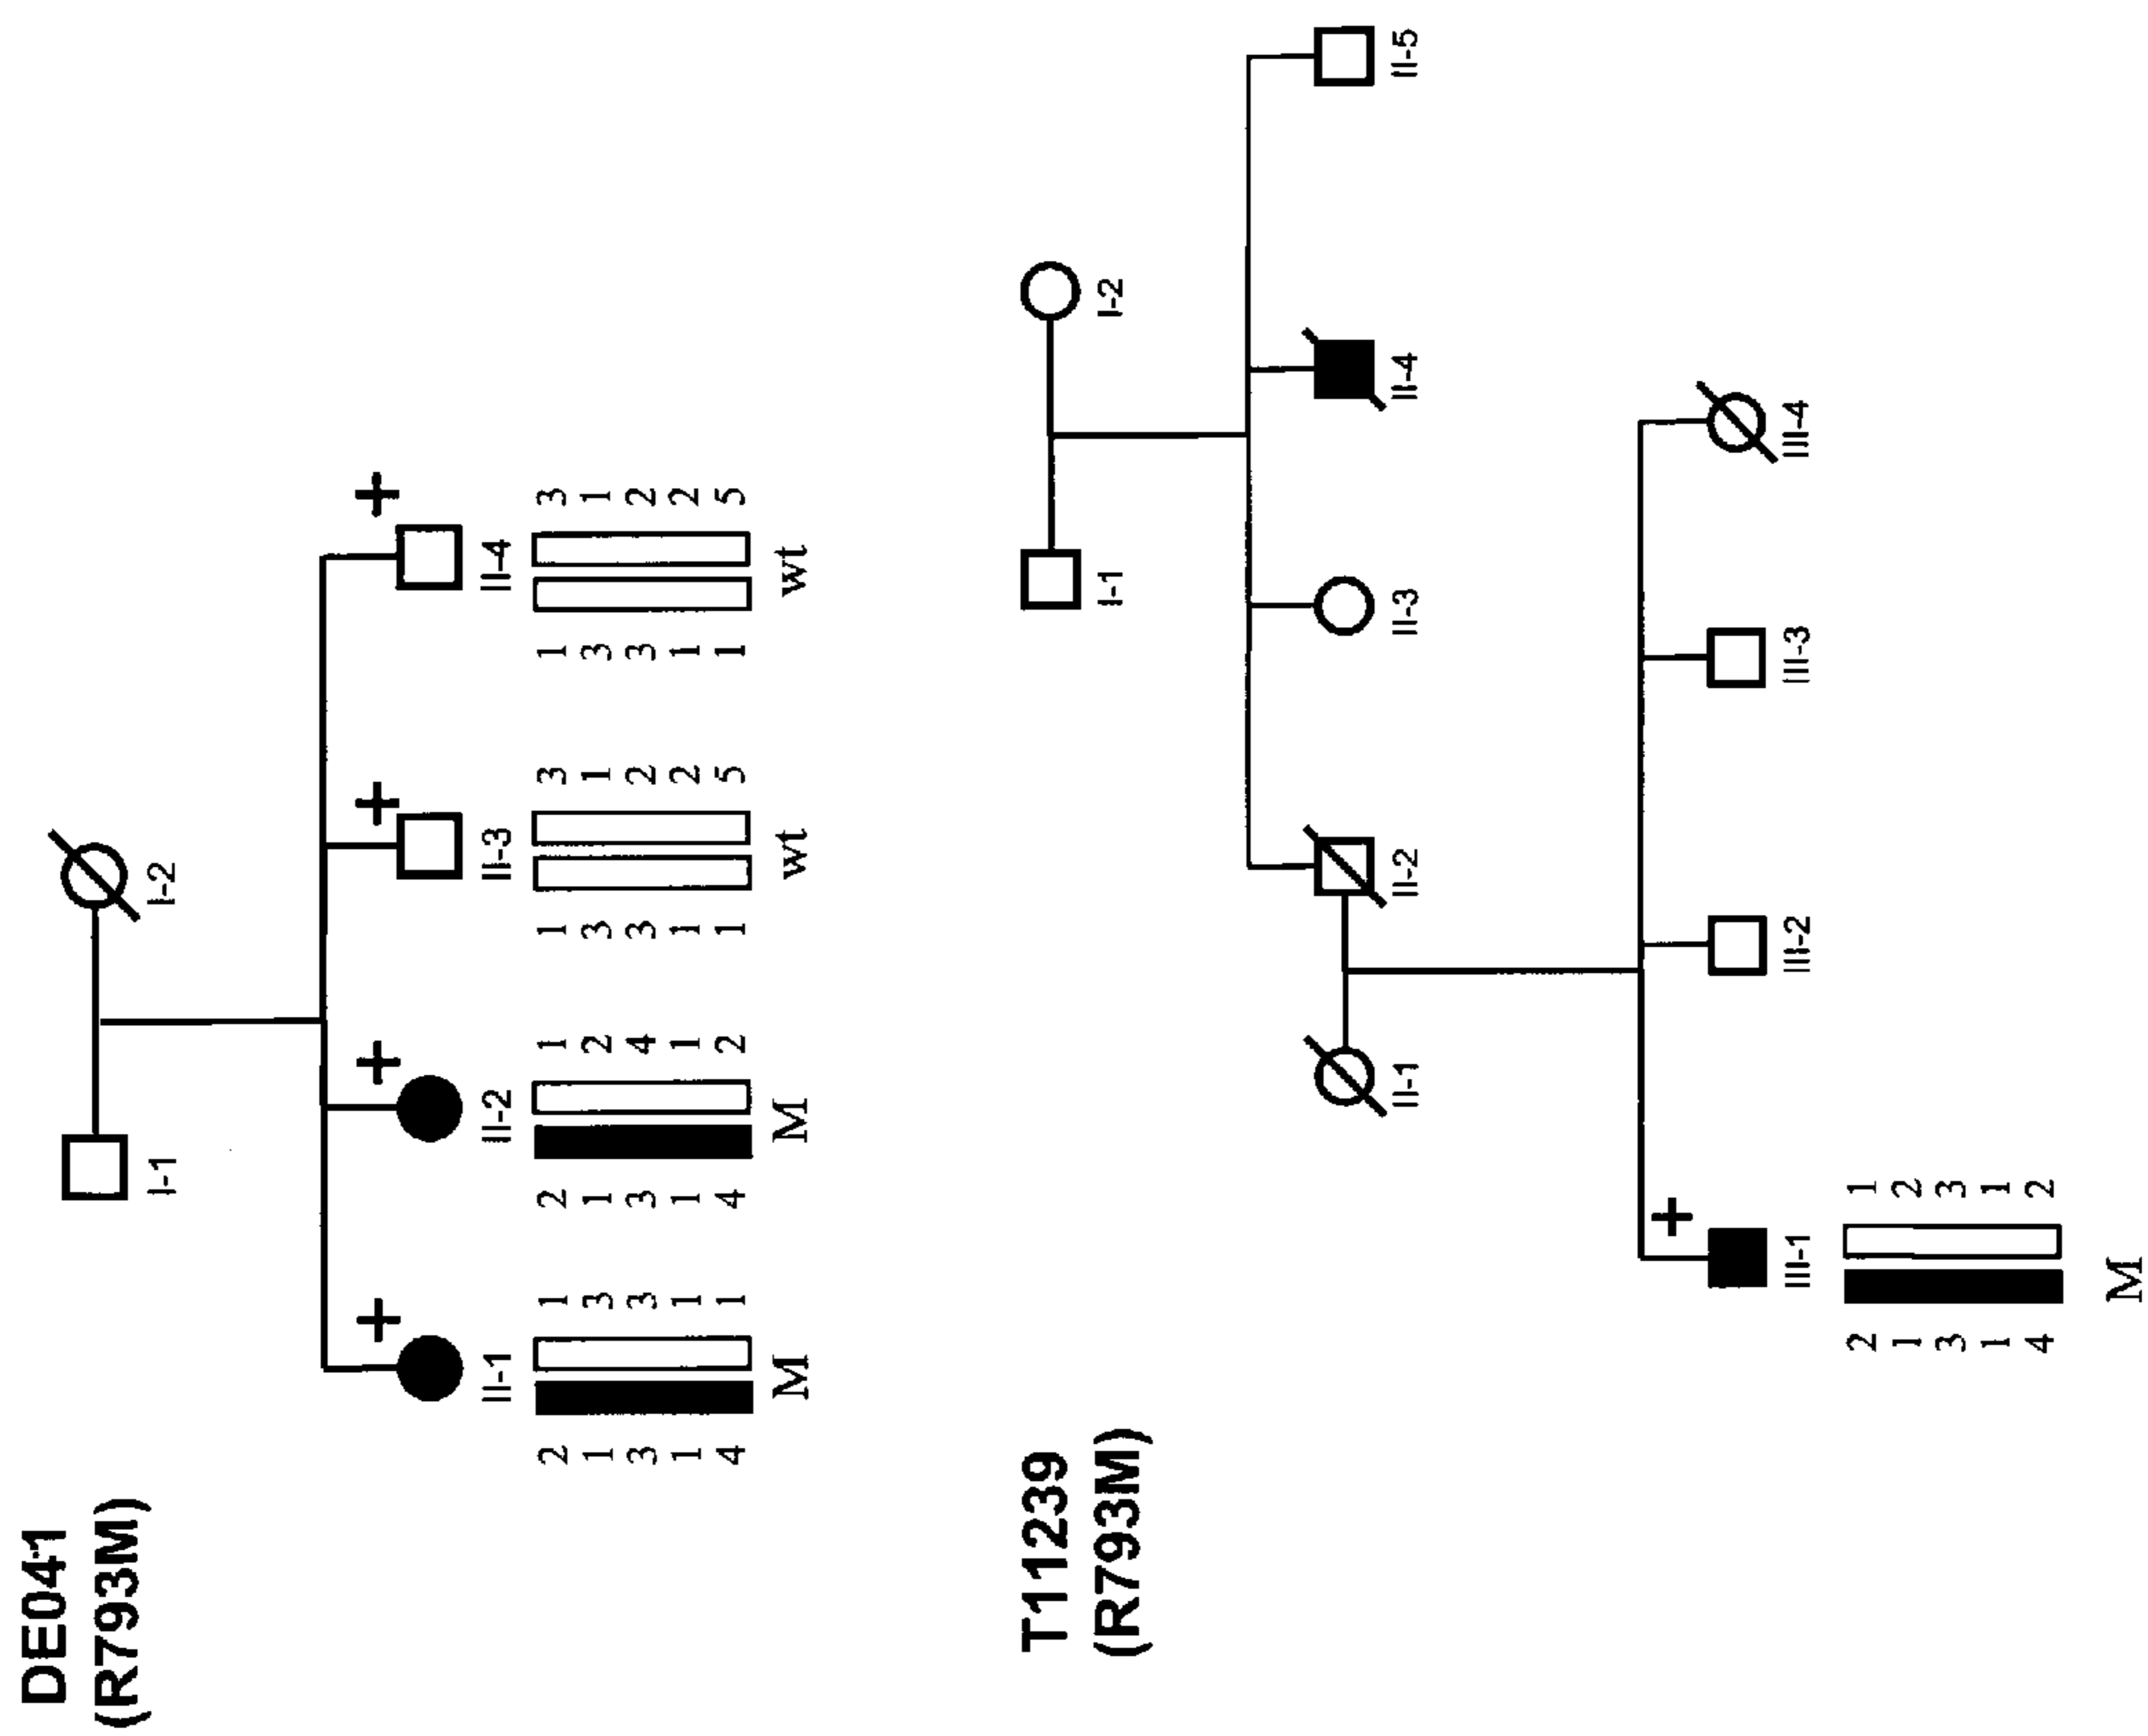 DE041
(R793M)
I-1 I-2
+ + + +
II-1 II-2 II-3 II-4
2 1 2 1 1 3 1 3
1 3 1 2 3 1 3 1
3 3 3 4 3 2 3 2
1 1 1 1 1 2 1 2
4 1 4 2 1 5 1 5
M M wt wt
T11239
(R793M)
I-1 I-2
II-1 II-2 II-3 II-4 II-5
+
III-1 III-2 III-3 III-4
2 1
1 2
3 3
1 1
4 2
M